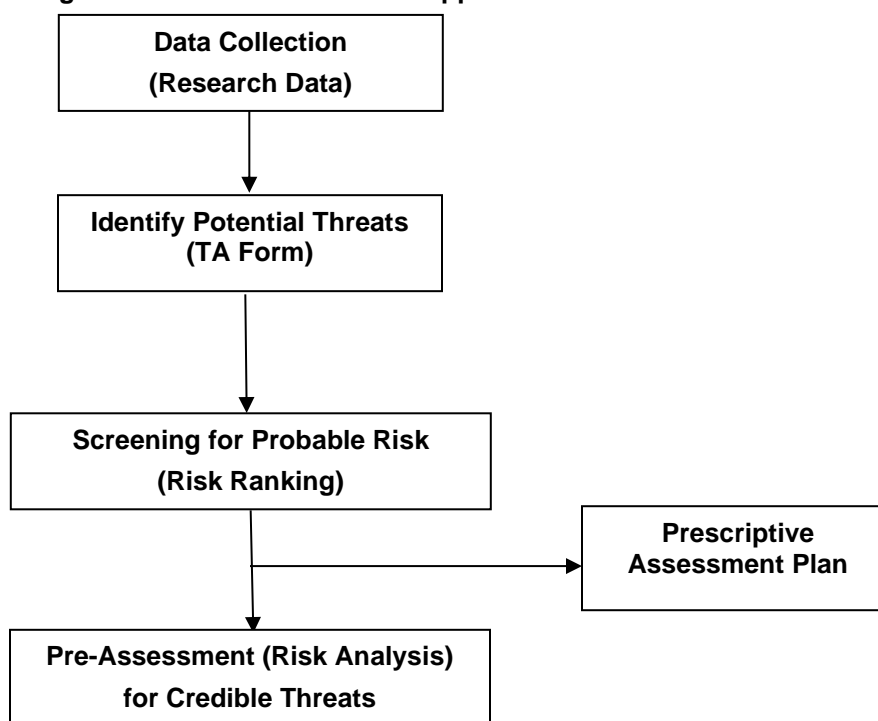 Data Collection
(Research Data)
Identify Potential Threats
(TA Form)
Screening for Probable Risk
(Risk Ranking)
Prescriptive
Assessment Plan
Pre-Assessment (Risk Analysis)
for Credible Threats